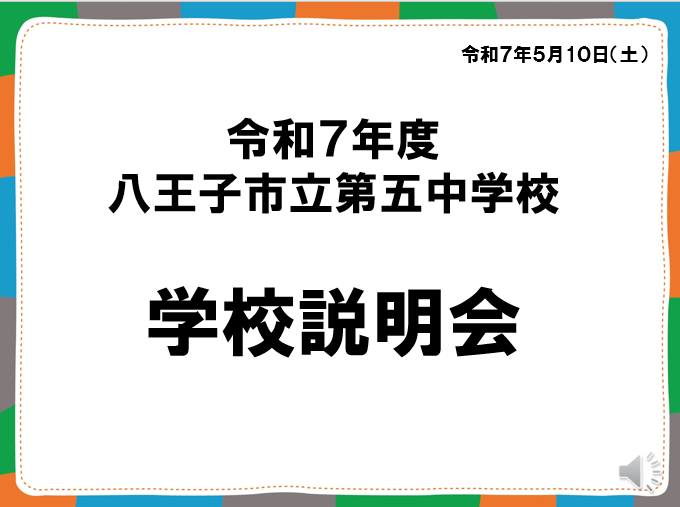 令和7年5月10日(土)
令和7年度
八王子市立第五中学校
学校説明会